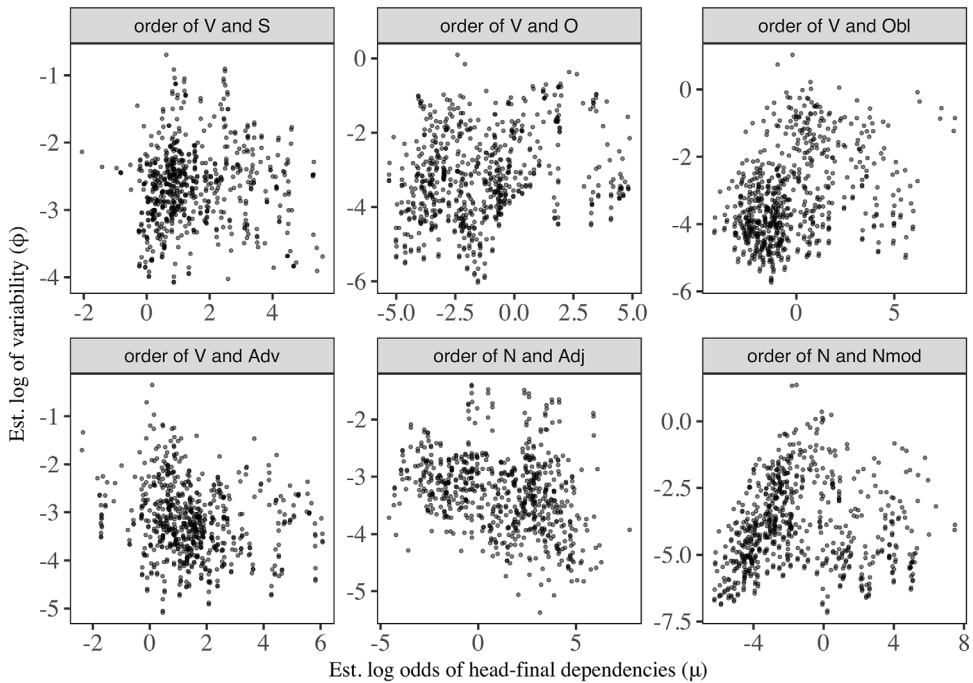 order of V and S
order of V and O
order of V and Obl
-1
-2
-3
-4
-2 0 2 4
0
-2
-4
-6
-5.0 -2.5 0.0 2.5 5.0
0
-2
-4
-6
0 5
order of V and Adv
order of N and Adj
order of N and Nmod
-1
-2
-3
-4
-5
-2 0 2 4 6
-2
-3
-4
-5
-5 0 5
0.0
-2.5
-5.0
-7.5
-4 0 4 8
Est. log of variability (ϕ)
Est. log odds of head-final dependencies (μ)